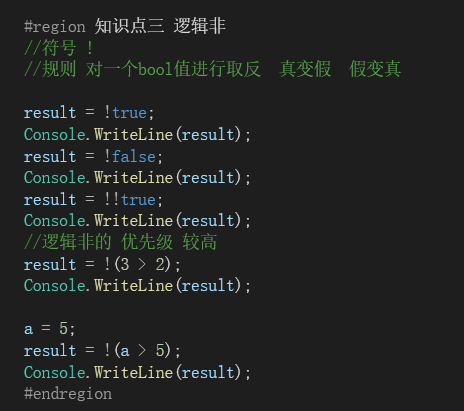 #region 知识点三 逻辑非
//符号 !
//规则 对一个bool值进行取反  真变假  假变真
result = !true;
Console.WriteLine(result);
result = !false;
Console.WriteLine(result);
result = !!true;
Console.WriteLine(result);
//逻辑非的 优先级 较高
result = !(3 > 2);
Console.WriteLine(result);
a = 5;
result = !(a > 5);
Console.WriteLine(result);
#endregion